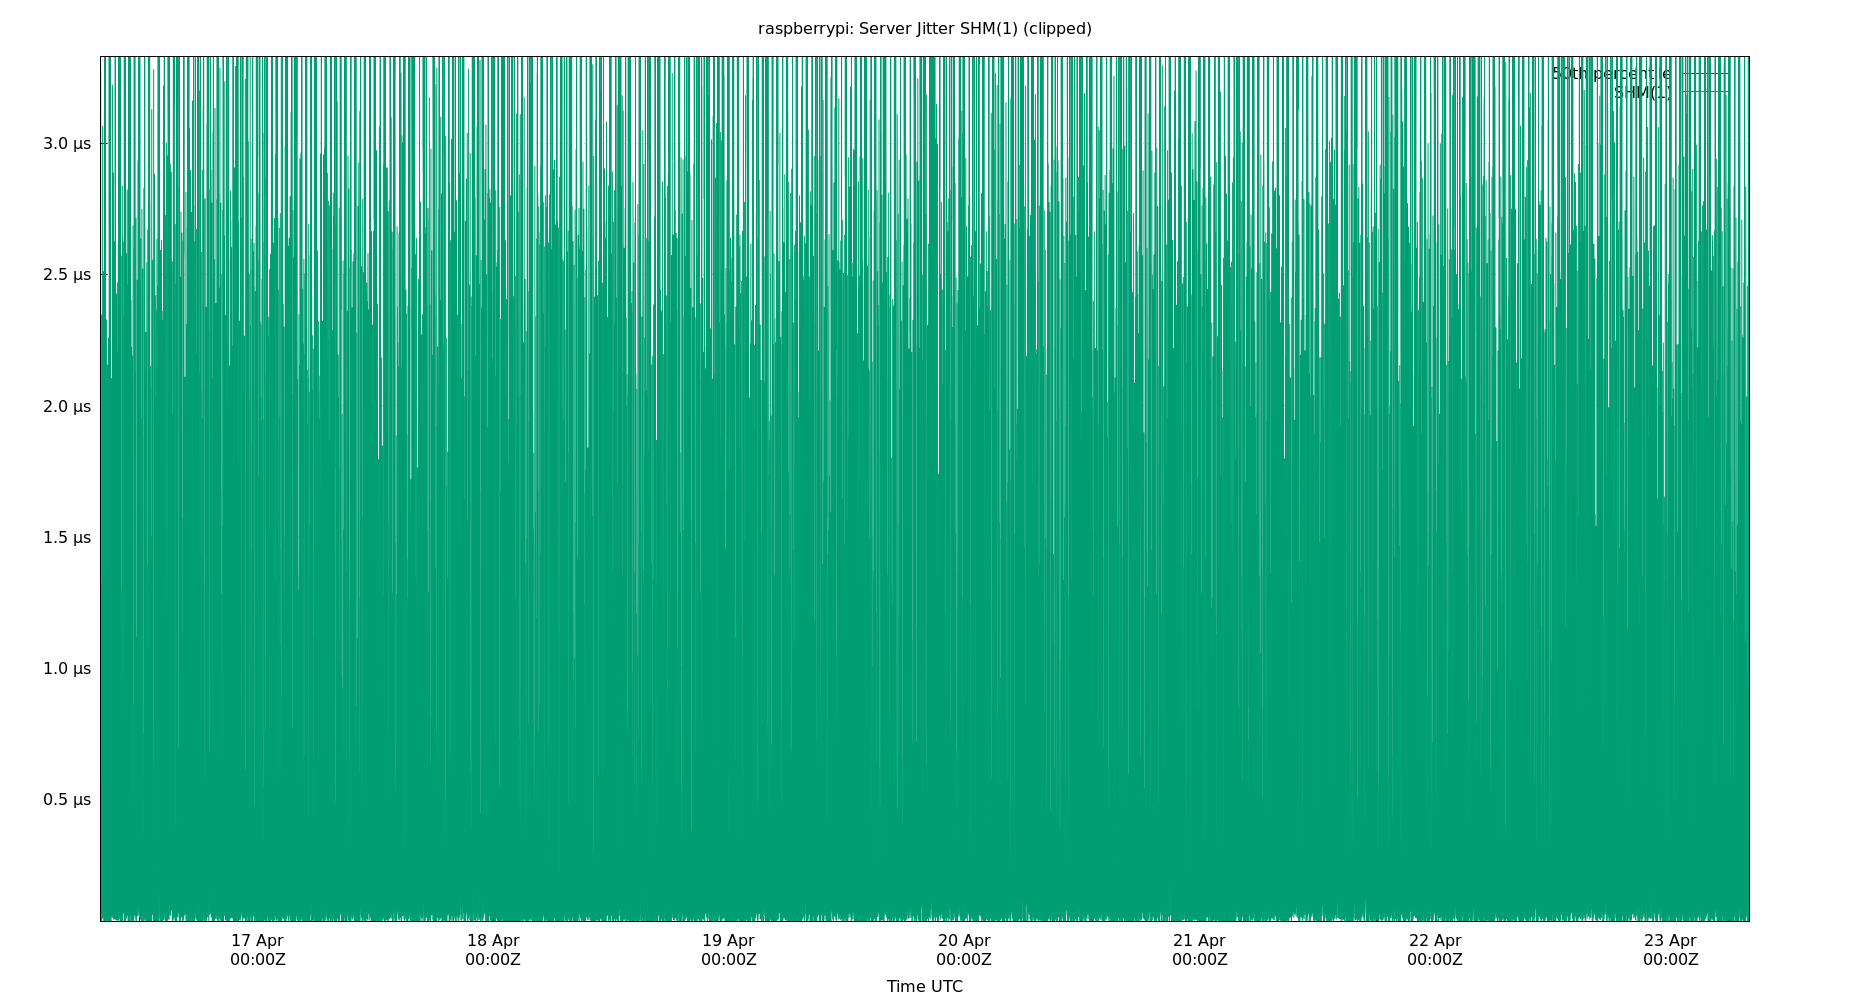 raspberrypi: Server Jitter SHM(1) (clipped)
50th percentile
SHM(1)
3.0 µs
2.5 µs
2.0 µs
1.5 µs
1.0 µs
0.5 µs
17 Apr 18 Apr 19 Apr 20 Apr 21 Apr 22 Apr 23 Apr
00:00Z 00:00Z 00:00Z 00:00Z 00:00Z 00:00Z 00:00Z
Time UTC